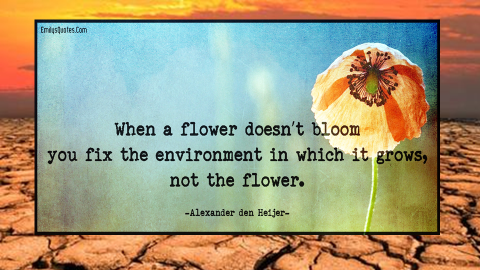 EmilysQuotes.Com
When a flower doesn't bloom
you fix the environment in which it grows,
not the flower.
-Alexander den Heijer-